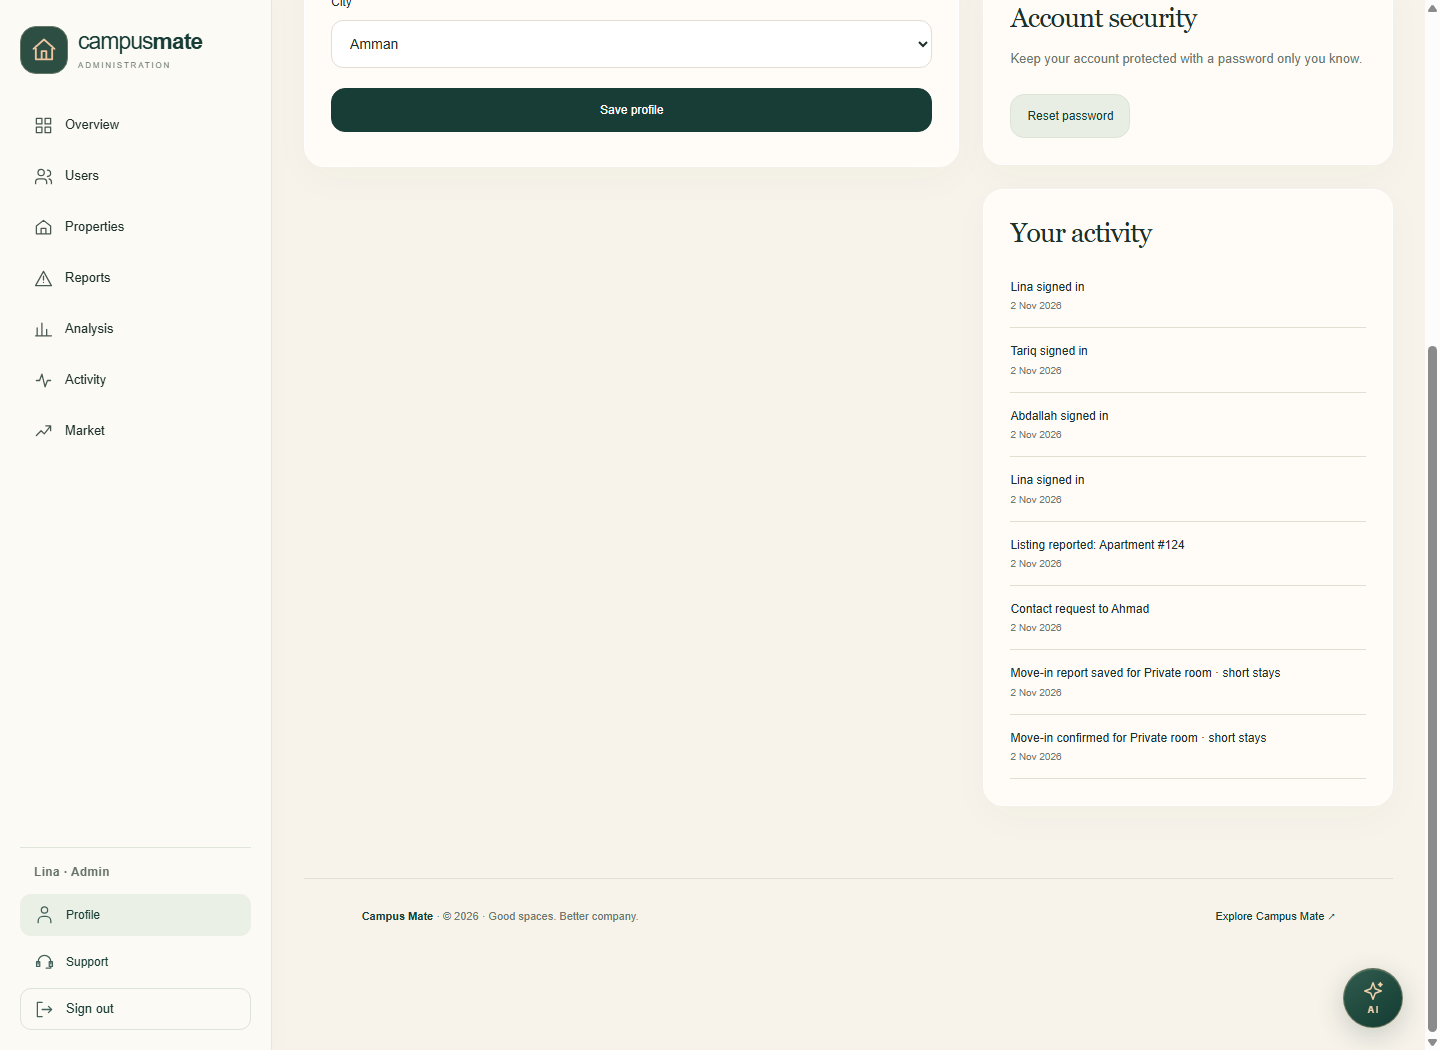 campusmate
ADMINISTRATION
Overview
Users
Properties
Reports
Analysis
Activity
Market
Lina · Admin
Profile
Support
Sign out
City
Amman
Save profile
Account security
Keep your account protected with a password only you know.
Reset password
Your activity
Lina signed in
2 Nov 2026
Tariq signed in
2 Nov 2026
Abdallah signed in
2 Nov 2026
Lina signed in
2 Nov 2026
Listing reported: Apartment #124
2 Nov 2026
Contact request to Ahmad
2 Nov 2026
Move-in report saved for Private room · short stays
2 Nov 2026
Move-in confirmed for Private room · short stays
2 Nov 2026
Campus Mate · © 2026 · Good spaces. Better company.
Explore Campus Mate ↗
AI